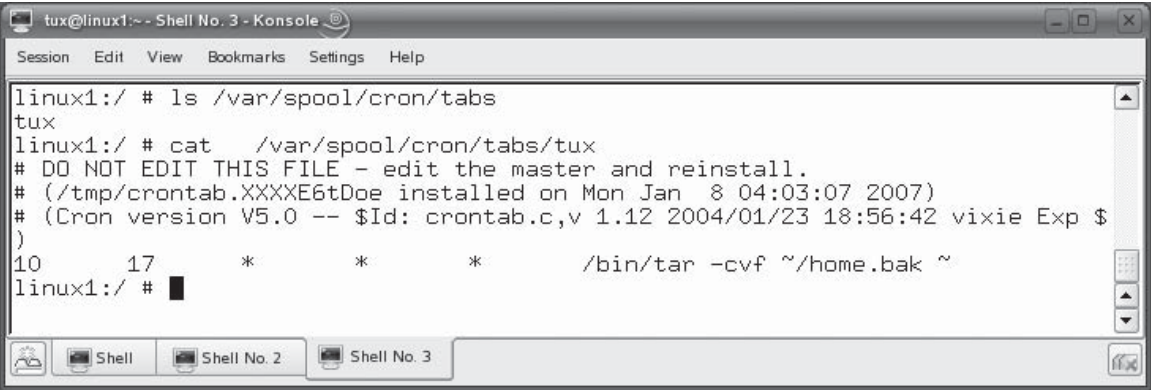 tux@linux1:~ - Shell No. 3 - Konsole
Session Edit View Bookmarks Settings Help
linux1:/ # ls /var/spool/cron/tabs
tux
linux1:/ # cat /var/spool/cron/tabs/tux
# DO NOT EDIT THIS FILE - edit the master and reinstall.
# (/tmp/crontab.XXXXE6tDoe installed on Mon Jan 8 04:03:07 2007)
# (Cron version V5.0 -- $Id: crontab.c,v 1.12 2004/01/23 18:56:42 vixie Exp $
)
10 17 * * * /bin/tar -cvf ~/home.bak ~
linux1:/ #
Shell Shell No. 2 Shell No. 3